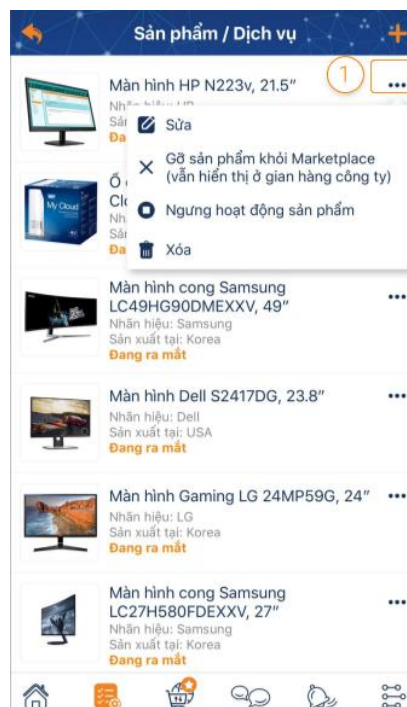 Sản phẩm / Dịch vụ
Màn hình HP N223v, 21.5"
1
Sửa
Gỡ sản phẩm khỏi Marketplace
(vẫn hiển thị ở gian hàng công ty)
Ngưng hoạt động sản phẩm
Xóa
My Cloud
Màn hình cong Samsung
LC49HG90DMEXXV, 49"
Nhãn hiệu: Samsung
Sản xuất tại: Korea
Đang ra mắt
Màn hình Dell S2417DG, 23.8"
Nhãn hiệu: Dell
Sản xuất tại: USA
Đang ra mắt
Màn hình Gaming LG 24MP59G, 24"
Nhãn hiệu: LG
Sản xuất tại: Korea
Đang ra mắt
Màn hình cong Samsung
LC27H580FDEXXV, 27"
Nhãn hiệu: Samsung
Sản xuất tại: Korea
Đang ra mắt